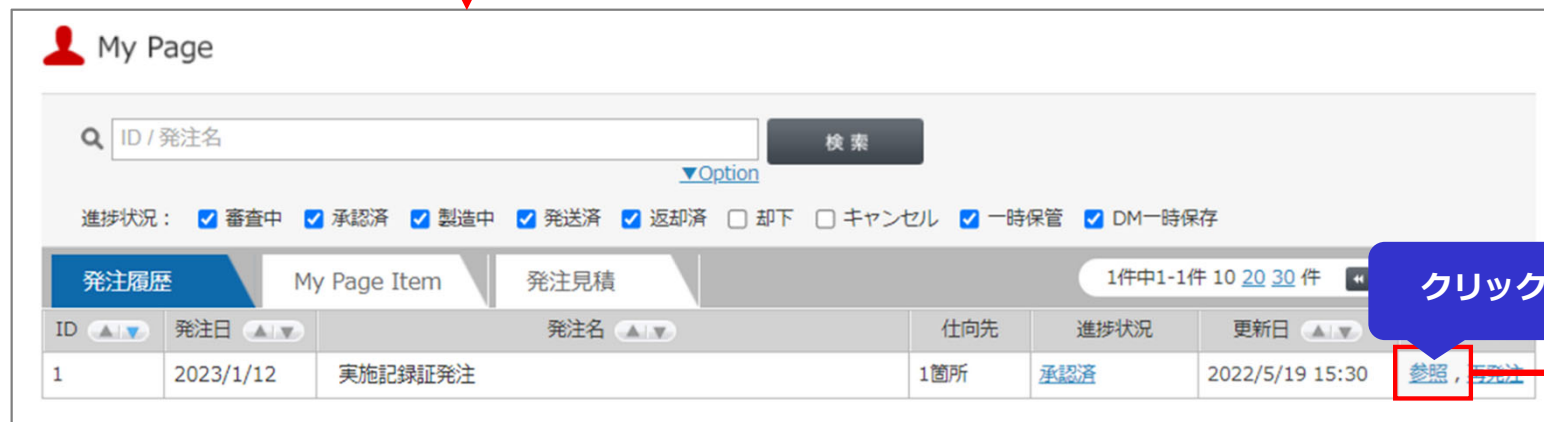 My Page
ID / 発注名
検索
▼Option
進捗状況： 審査中 承認済 製造中 発送済 返却済 却下 キャンセル 一時保管 DM一時保存
発注履歴 My Page Item 発注見積 1件中1-1件 10 20 30 件
クリック
ID ▲▼ 発注日 ▲▼ 発注名 ▲▼ 仕向先 進捗状況 更新日 ▲▼
1 2023/1/12 実施記録証発注 1箇所 承認済 2022/5/19 15:30 参照 , 再発注